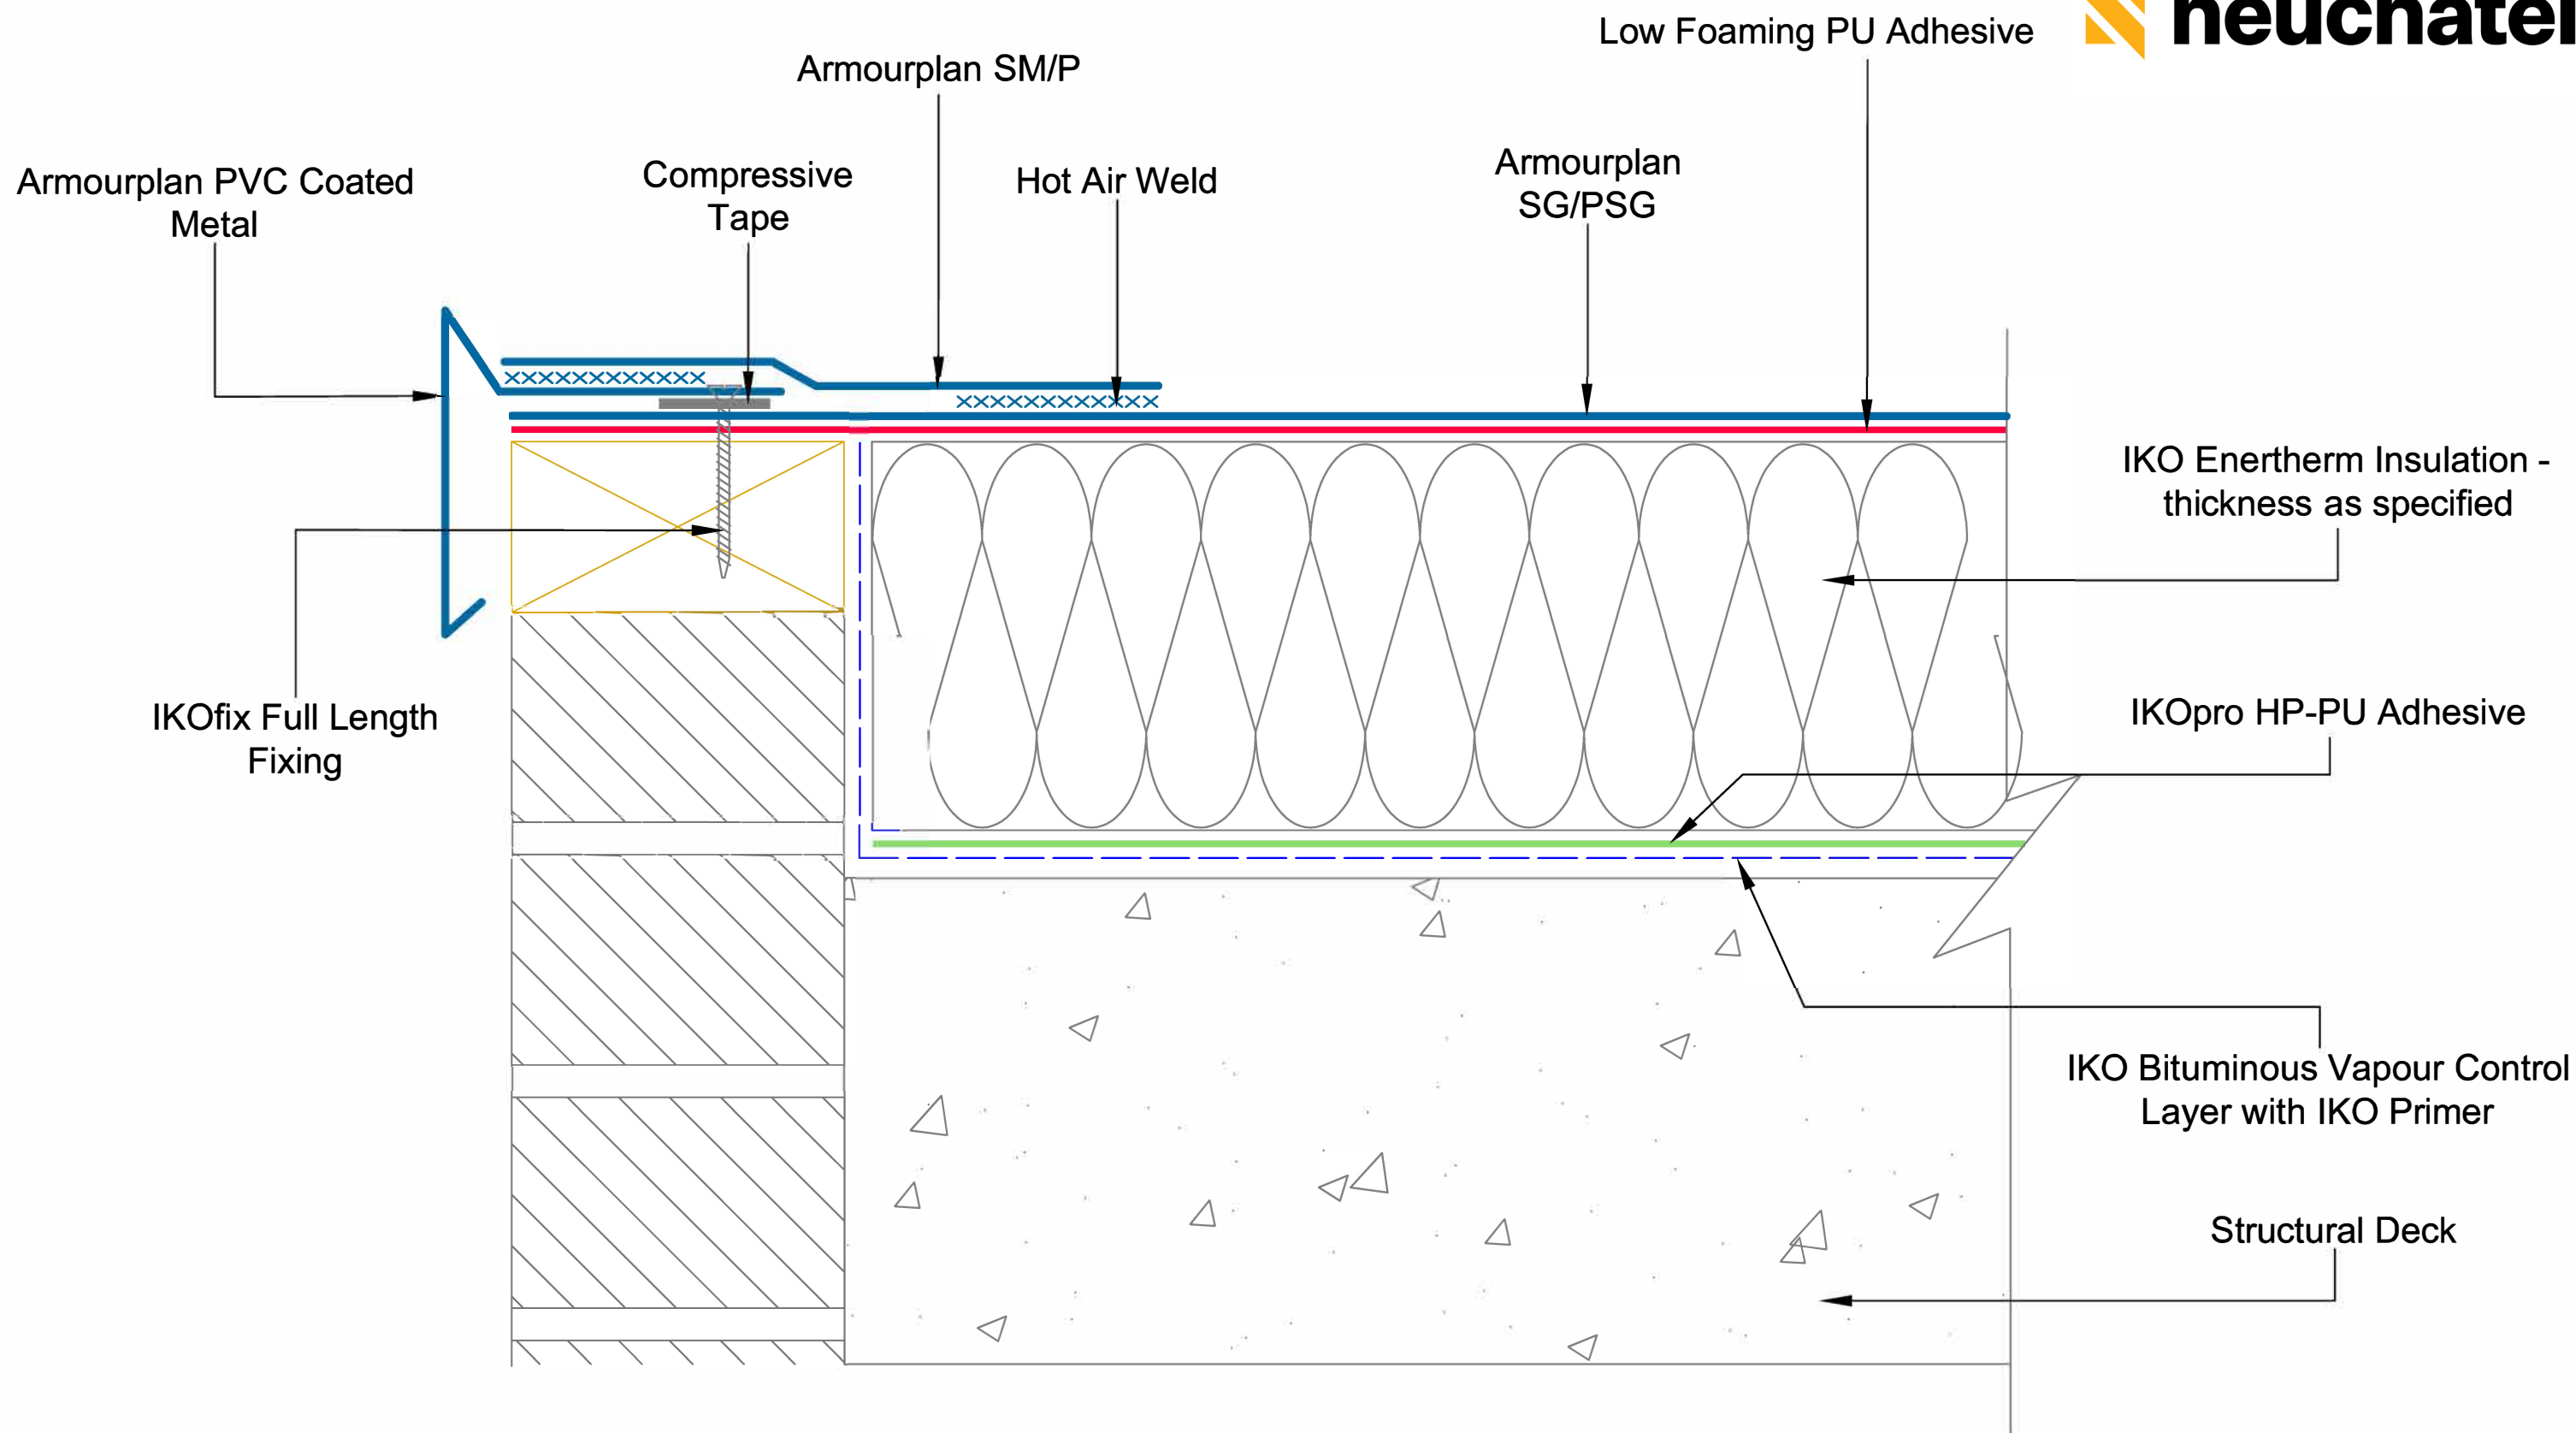 neuchatel
Low Foaming PU Adhesive
Armourplan SM/P
Armourplan PVC Coated
Metal
Compressive
Tape
Hot Air Weld
Armourplan
SG/PSG
IKO Enertherm Insulation -
thickness as specified
IKOfix Full Length
Fixing
IKOpro HP-PU Adhesive
IKO Bituminous Vapour Control
Layer with IKO Primer
Structural Deck